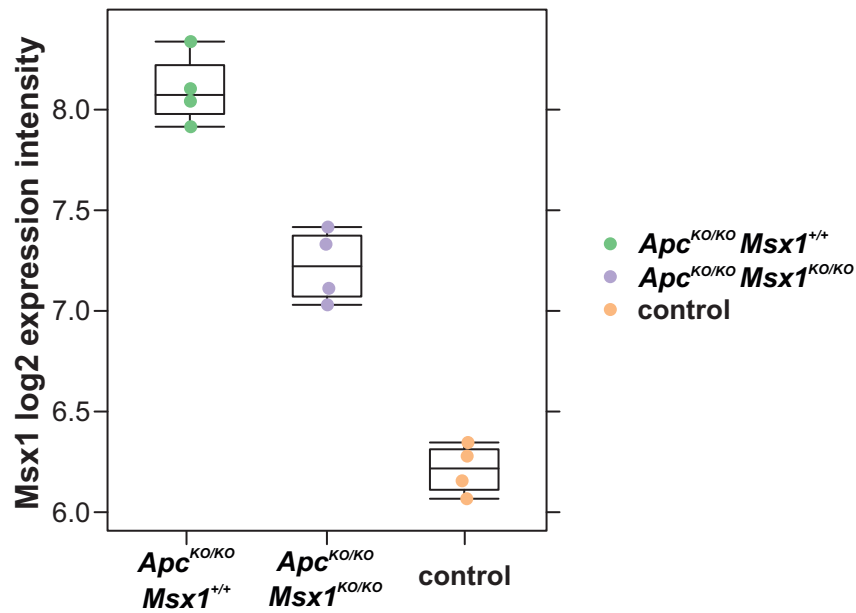 Msx1 log2 expression intensity
8.0
7.5
7.0
6.5
6.0
Apc^KO/KO Msx1^+/+
Apc^KO/KO Msx1^KO/KO
control
Apc^KO/KO
Msx1^+/+
Apc^KO/KO
Msx1^KO/KO
control